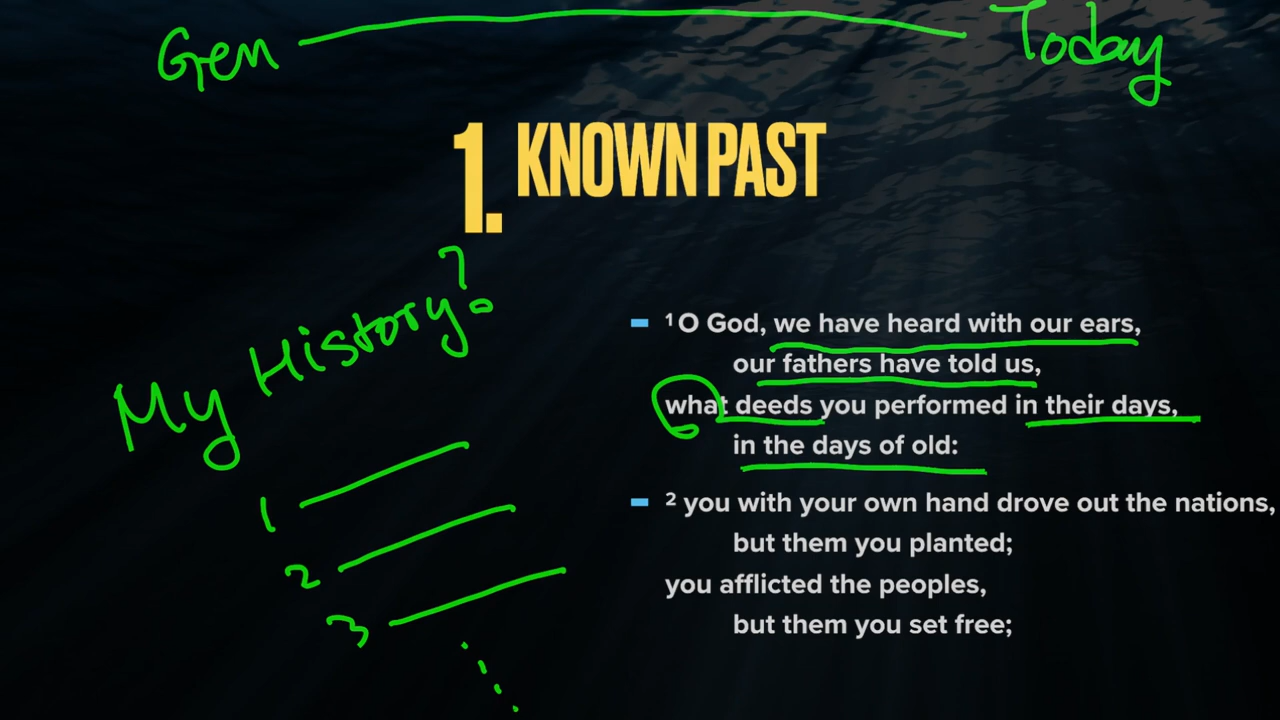 Gen Today
1. KNOWN PAST
My History?
1
2
3
¹O God, we have heard with our ears,
our fathers have told us,
what deeds you performed in their days,
in the days of old:
² you with your own hand drove out the nations,
but them you planted;
you afflicted the peoples,
but them you set free;